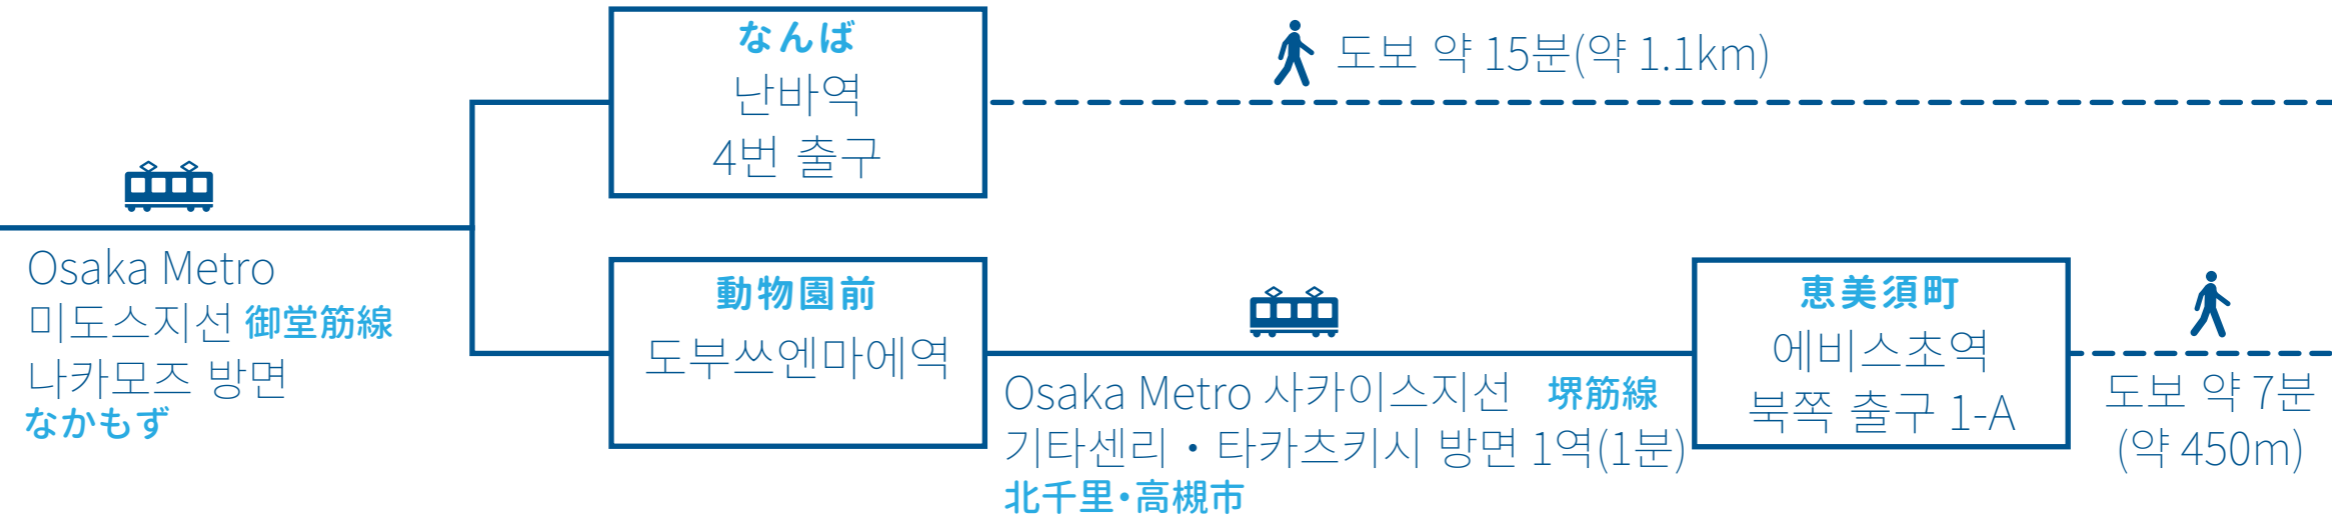 なんば
난바역
4번 출구
도보 약 15분(약 1.1km)
Osaka Metro
미도스지선 御堂筋線
나카모즈 방면
なかもず
動物園前
도부쓰엔마에역
Osaka Metro 사카이스지선 堺筋線
기타센리・타카츠키시 방면 1역(1분)
北千里・高槻市
恵美須町
에비스초역
북쪽 출구 1-A
도보 약 7분
(약 450m)